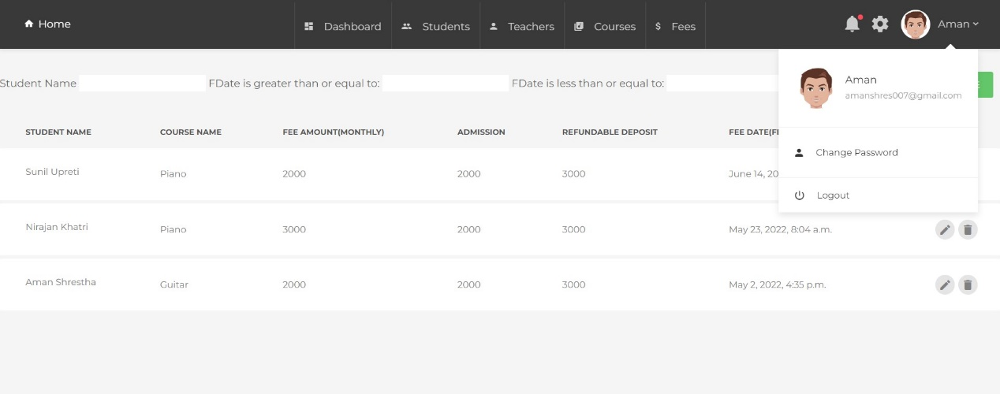 Home Dashboard Students Teachers Courses $ Fees Aman
Student Name FDate is greater than or equal to: FDate is less than or equal to:
Aman
amanshres007@gmail.com
Change Password
Logout
STUDENT NAME COURSE NAME FEE AMOUNT(MONTHLY) ADMISSION REFUNDABLE DEPOSIT FEE DATE(F
Sunil Upreti Piano 2000 2000 3000 June 14, 20
Nirajan Khatri Piano 3000 2000 3000 May 23, 2022, 8:04 a.m.
Aman Shrestha Guitar 2000 2000 3000 May 2, 2022, 4:35 p.m.